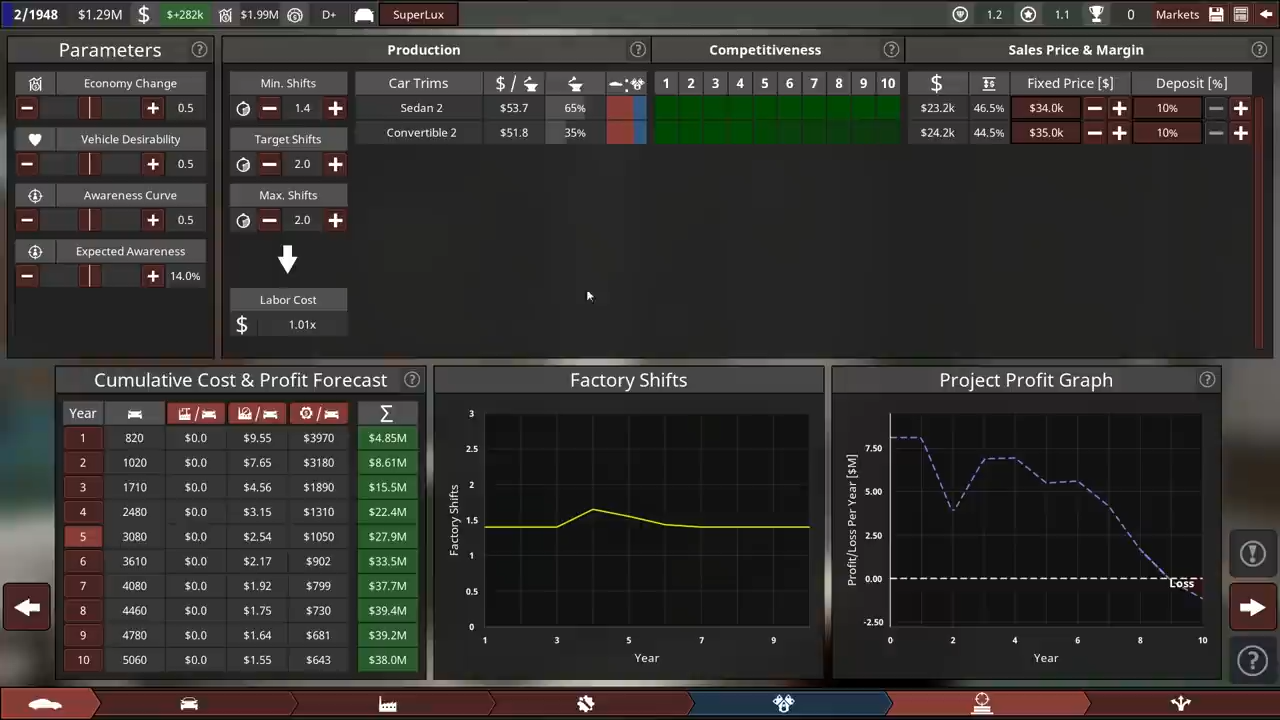 2/1948 $1.29M $ $+282k $1.99M D+ SuperLux 1.2 1.1 0 Markets
Parameters ?
Economy Change
− + 0.5
Vehicle Desirability
− + 0.5
Awareness Curve
− + 0.5
Expected Awareness
− + 14.0%
Production ? Competitiveness ? Sales Price & Margin ?
Min. Shifts
− 1.4 +
Target Shifts
− 2.0 +
Max. Shifts
− 2.0 +
Labor Cost
$ 1.01x
Car Trims $ / 1 2 3 4 5 6 7 8 9 10 $ Fixed Price [$] Deposit [%]
Sedan 2 $53.7 65% $23.2k 46.5% $34.0k − + 10% − +
Convertible 2 $51.8 35% $24.2k 44.5% $35.0k − + 10% − +
Cumulative Cost & Profit Forecast ?
Year / / / Σ
1 820 $0.0 $9.55 $3970 $4.85M
2 1020 $0.0 $7.65 $3180 $8.61M
3 1710 $0.0 $4.56 $1890 $15.5M
4 2480 $0.0 $3.15 $1310 $22.4M
5 3080 $0.0 $2.54 $1050 $27.9M
6 3610 $0.0 $2.17 $902 $33.5M
7 4080 $0.0 $1.92 $799 $37.7M
8 4460 $0.0 $1.75 $730 $39.4M
9 4780 $0.0 $1.64 $681 $39.2M
10 5060 $0.0 $1.55 $643 $38.0M
Factory Shifts
Factory Shifts
3
2.5
2
1.5
1
0.5
0
1 3 5 7 9
Year
Project Profit Graph ?
Profit/Loss Per Year [$M]
7.50
5.00
2.50
0.00
-2.50
Loss
0 2 4 6 8 10
Year
!
?